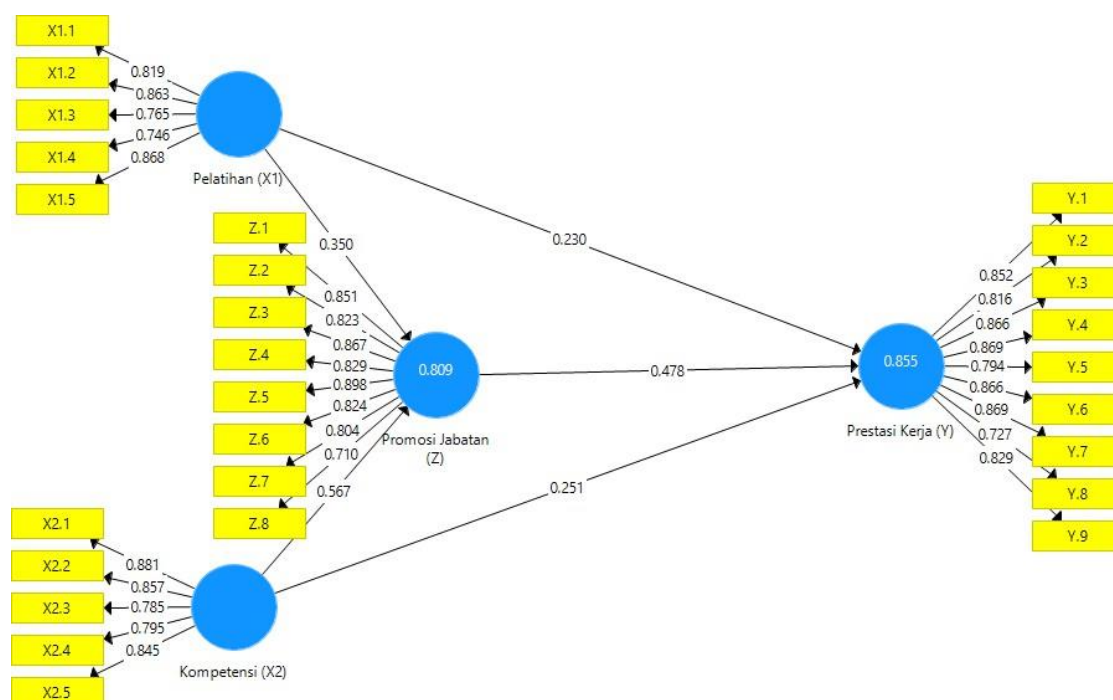 X1.1
X1.2
X1.3
X1.4
X1.5
0.819
0.863
0.765
0.746
0.868
Pelatihan (X1)
0.350
0.230
Z.1
Z.2
Z.3
Z.4
Z.5
Z.6
Z.7
Z.8
0.851
0.823
0.867
0.829
0.898
0.824
0.804
0.710
0.567
0.809
Promosi Jabatan
(Z)
0.478
0.251
X2.1
X2.2
X2.3
X2.4
X2.5
0.881
0.857
0.785
0.795
0.845
Kompetensi (X2)
0.855
Prestasi Kerja (Y)
0.852
0.816
0.866
0.869
0.794
0.866
0.869
0.727
0.829
Y.1
Y.2
Y.3
Y.4
Y.5
Y.6
Y.7
Y.8
Y.9